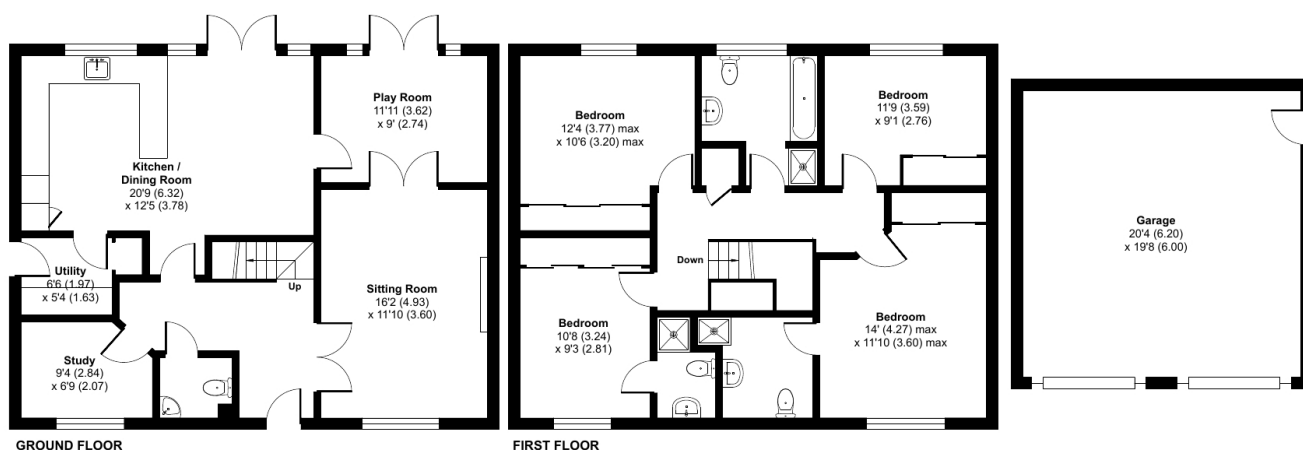 Kitchen /
Dining Room
20'9 (6.32)
x 12'5 (3.78)
Play Room
11'11 (3.62)
x 9' (2.74)
Utility
6'6 (1.97)
x 5'4 (1.63)
Up
Sitting Room
16'2 (4.93)
x 11'10 (3.60)
Study
9'4 (2.84)
x 6'9 (2.07)
GROUND FLOOR
Bedroom
12'4 (3.77) max
x 10'6 (3.20) max
Bedroom
11'9 (3.59)
x 9'1 (2.76)
Down
Bedroom
10'8 (3.24)
x 9'3 (2.81)
Bedroom
14' (4.27) max
x 11'10 (3.60) max
FIRST FLOOR
Garage
20'4 (6.20)
x 19'8 (6.00)